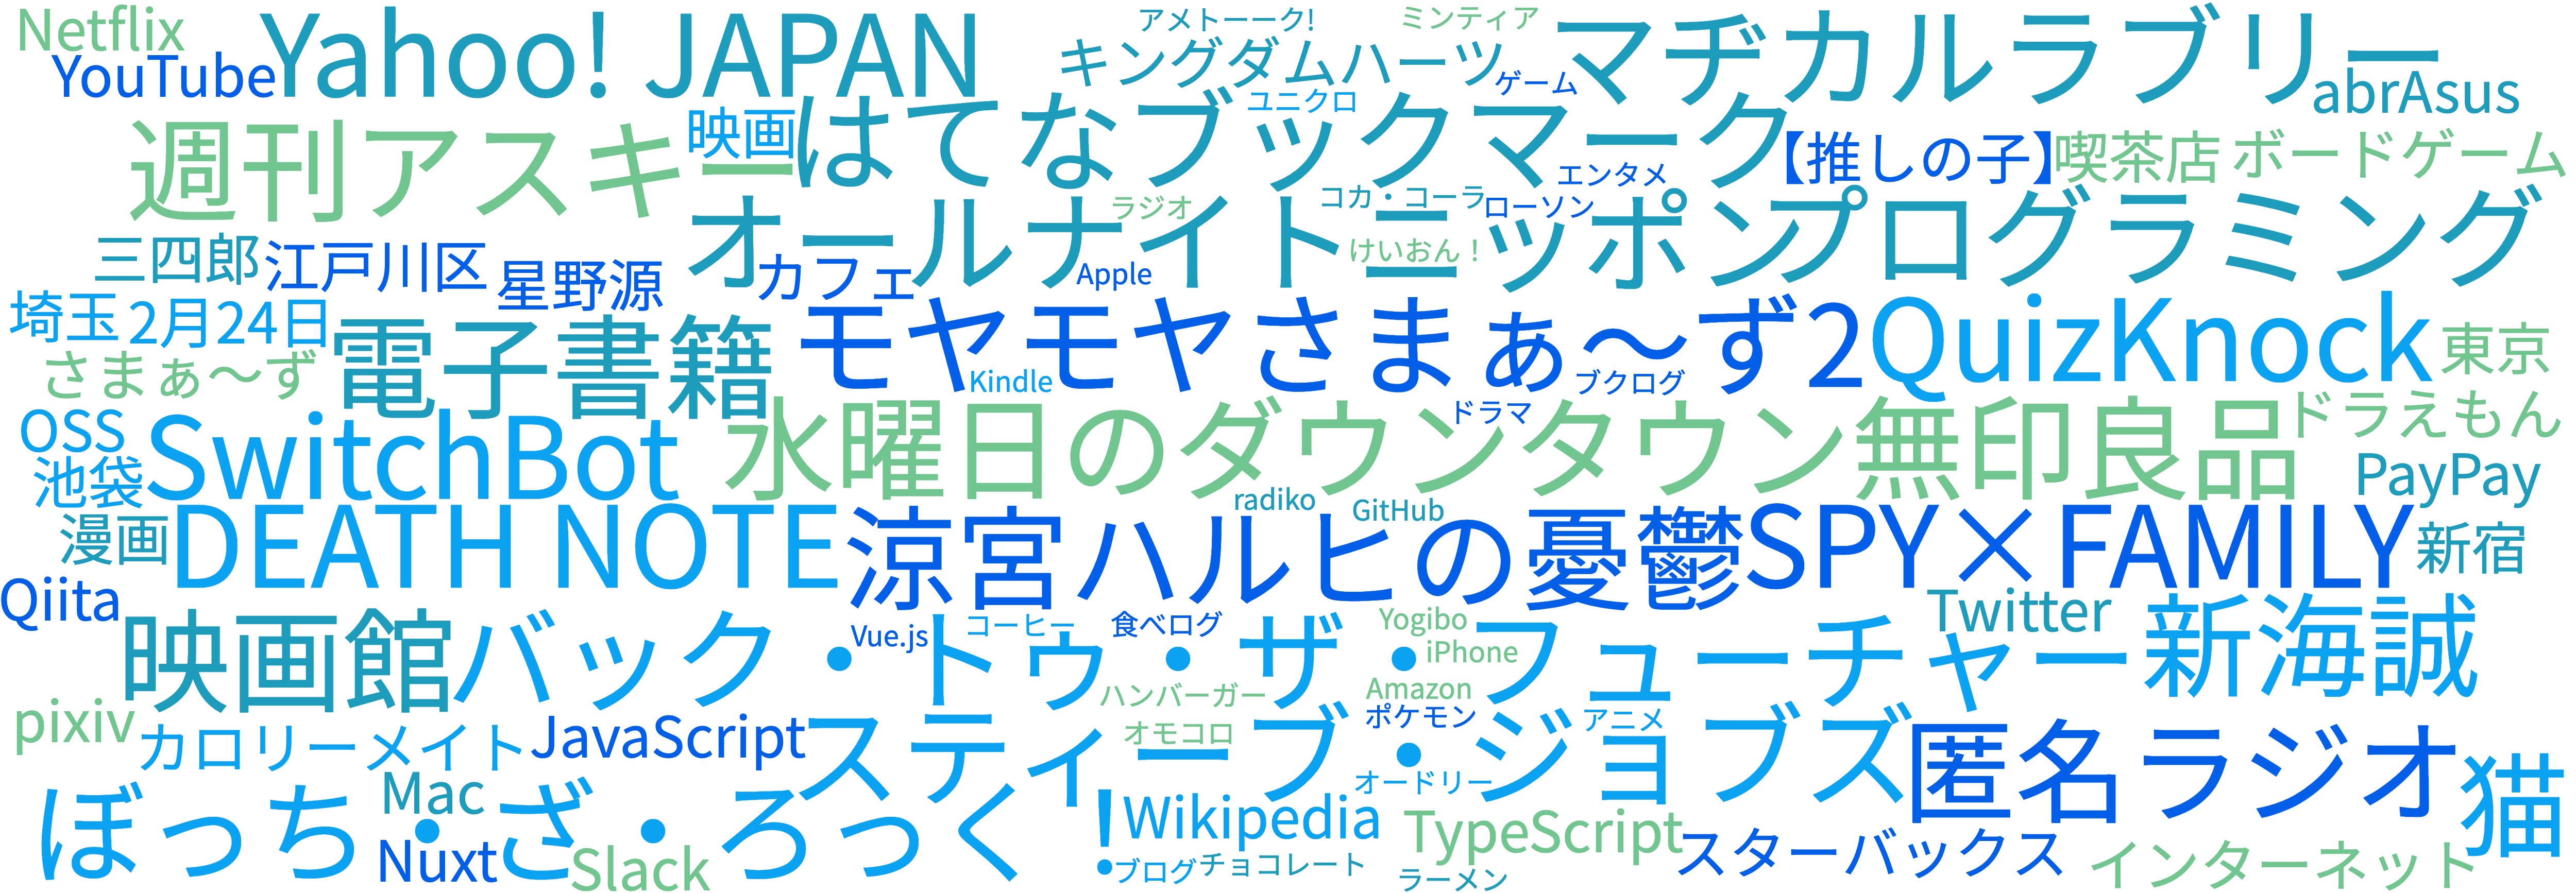 Netflix
YouTube
Yahoo! JAPAN
アメトーーク!
ミンティア
キングダムハーツ
ゲーム
マヂカルラブリー
abrAsus
週刊アスキー
映画
はてなブックマーク
ユニクロ
エンタメ
【推しの子】
喫茶店
ボードゲーム
三四郎
江戸川区
星野源
オールナイトニッポン
カフェ
ラジオ
コカ・コーラ
ローソン
けいおん！
Apple
プログラミング
埼玉
2月24日
さまぁ〜ず
電子書籍
モヤモヤさまぁ〜ず2
Kindle
ブクログ
QuizKnock
東京
OSS
池袋
SwitchBot
水曜日のダウンタウン
ドラマ
無印良品
ドラえもん
PayPay
漫画
DEATH NOTE
涼宮ハルヒの憂鬱
radiko
GitHub
SPY×FAMILY
新宿
Qiita
映画館
バック・トゥ・ザ・フューチャー
Vue.js
コーヒー
食べログ
Yogibo
iPhone
Twitter
新海誠
pixiv
カロリーメイト
JavaScript
スティーブ・ジョブズ
ハンバーガー
オモコロ
Amazon
ポケモン
アニメ
オードリー
匿名ラジオ
猫
ぼっち・ざ・ろっく！
Mac
Nuxt
Slack
Wikipedia
ブログ
チョコレート
TypeScript
ラーメン
スターバックス
インターネット